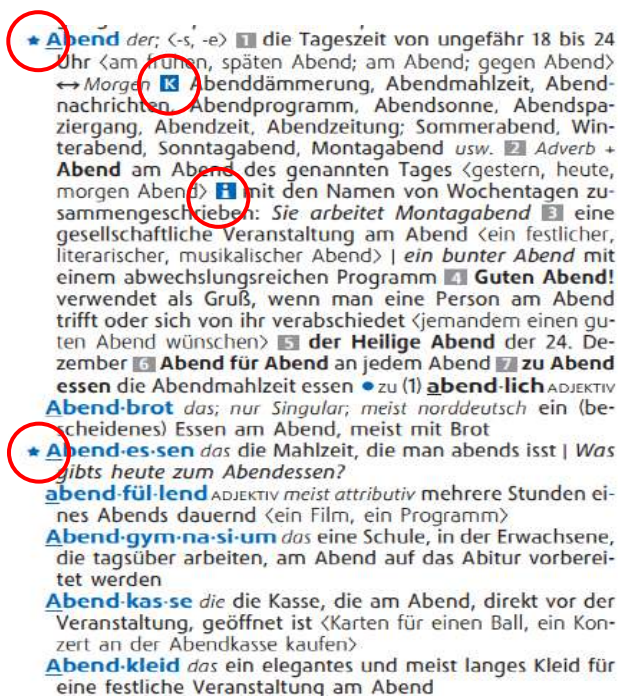 ★ Abend der; ⟨-s, -e⟩ 1 die Tageszeit von ungefähr 18 bis 24
Uhr ⟨am frühen, späten Abend; am Abend; gegen Abend⟩
↔ Morgen K Abenddämmerung, Abendmahlzeit, Abend-
nachrichten, Abendprogramm, Abendsonne, Abendspa-
ziergang, Abendzeit, Abendzeitung; Sommerabend, Win-
terabend, Sonntagabend, Montagabend usw. 2 Adverb +
Abend am Abend des genannten Tages ⟨gestern, heute,
morgen Abend⟩ i mit den Namen von Wochentagen zu-
sammengeschrieben: Sie arbeitet Montagabend 3 eine
gesellschaftliche Veranstaltung am Abend ⟨ein festlicher,
literarischer, musikalischer Abend⟩ | ein bunter Abend mit
einem abwechslungsreichen Programm 4 Guten Abend!
verwendet als Gruß, wenn man eine Person am Abend
trifft oder sich von ihr verabschiedet ⟨jemandem einen gu-
ten Abend wünschen⟩ 5 der Heilige Abend der 24. De-
zember 6 Abend für Abend an jedem Abend 7 zu Abend
essen die Abendmahlzeit essen ● zu (1) abend·lich ADJEKTIV
Abend·brot das; nur Singular; meist norddeutsch ein (be-
scheidenes) Essen am Abend, meist mit Brot
★ Abend·es·sen das die Mahlzeit, die man abends isst | Was
gibts heute zum Abendessen?
abend·fül·lend ADJEKTIV meist attributiv mehrere Stunden ei-
nes Abends dauernd ⟨ein Film, ein Programm⟩
Abend·gym·na·si·um das eine Schule, in der Erwachsene,
die tagsüber arbeiten, am Abend auf das Abitur vorberei-
tet werden
Abend·kas·se die die Kasse, die am Abend, direkt vor der
Veranstaltung, geöffnet ist ⟨Karten für einen Ball, ein Kon-
zert an der Abendkasse kaufen⟩
Abend·kleid das ein elegantes und meist langes Kleid für
eine festliche Veranstaltung am Abend